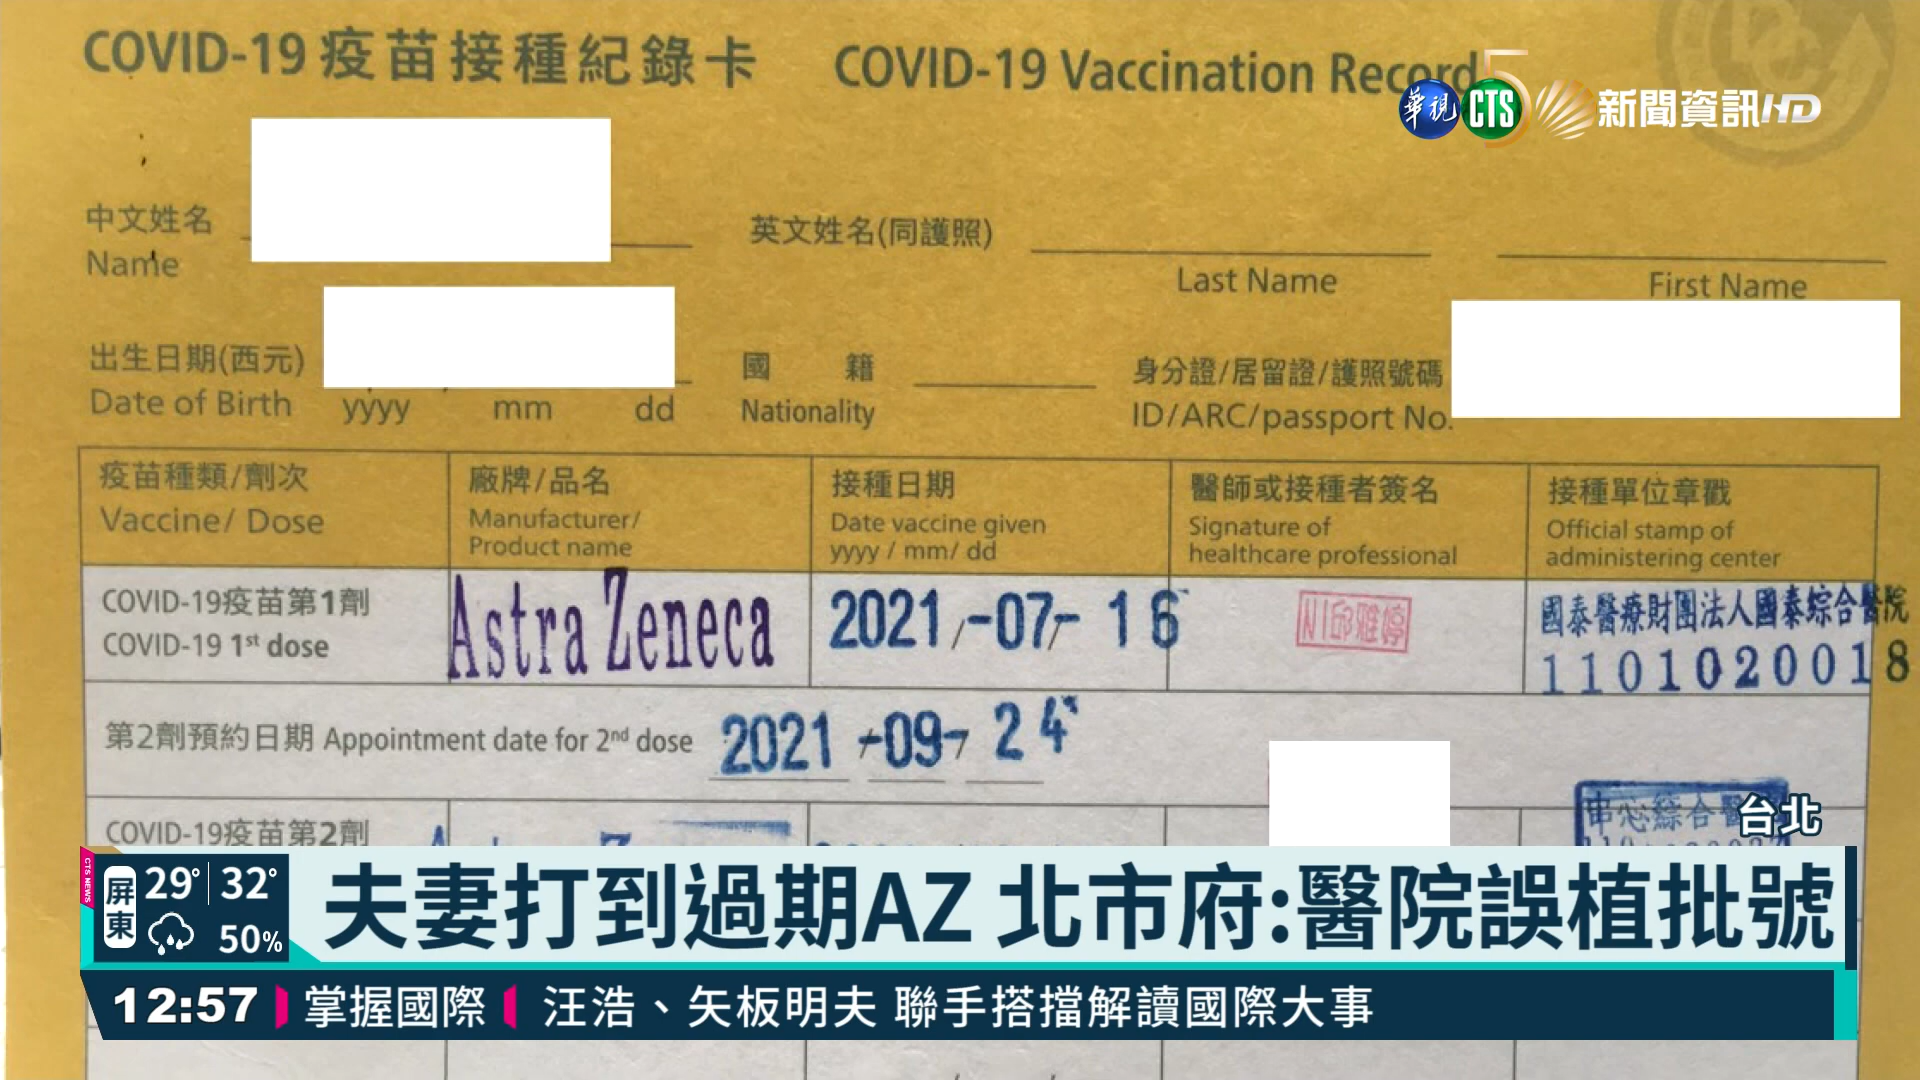 COVID-19疫苗接種紀錄卡 COVID-19 Vaccination Record
華視 CTS 新聞資訊HD
中文姓名
Name
英文姓名(同護照)
Last Name
First Name
出生日期(西元)
Date of Birth yyyy mm dd
國 籍
Nationality
身分證/居留證/護照號碼
ID/ARC/passport No.
疫苗種類/劑次
Vaccine/ Dose
廠牌/品名
Manufacturer/
Product name
接種日期
Date vaccine given
yyyy / mm/ dd
醫師或接種者簽名
Signature of
healthcare professional
接種單位章戳
Official stamp of
administering center
COVID-19疫苗第1劑
COVID-19 1st dose
Astra Zeneca
2021-07-16
邱雅婷
國泰醫療財團法人國泰綜合醫院
1101020018
第2劑預約日期 Appointment date for 2nd dose 2021-09-24
COVID-19疫苗第2劑
台北
CTS NEWS
屏東
29° 32°
50%
夫妻打到過期AZ 北市府:醫院誤植批號
12:57 掌握國際 汪浩、矢板明夫 聯手搭擋解讀國際大事